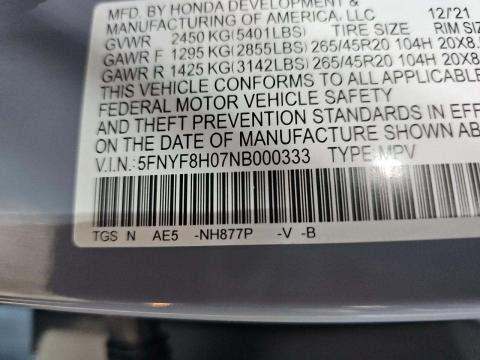 MFD. BY HONDA DEVELOPMENT & 12/'21
MANUFACTURING OF AMERICA, LLC TIRE SIZE RIM SI
GVWR 2450 KG(5401LBS)
GAWR F 1295 KG(2855LBS) 265/45R20 104H 20X8.
GAWR R 1425 KG(3142LBS) 265/45R20 104H 20X8
THIS VEHICLE CONFORMS TO ALL APPLICABLE
FEDERAL MOTOR VEHICLE SAFETY
AND THEFT PREVENTION STANDARDS IN EFFE
ON THE DATE OF MANUFACTURE SHOWN AB
V.I.N.: 5FNYF8H07NB000333 TYPE: MPV
TGS N AE5 -NH877P -V -B